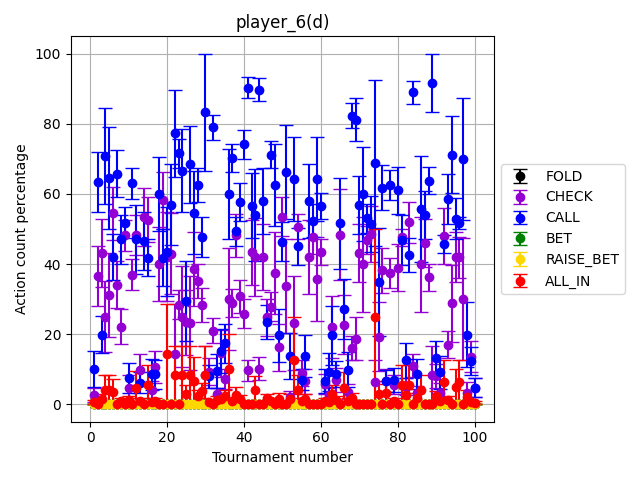 player_6(d)
Action count percentage
100
80
60
40
20
0
0 20 40 60 80 100
Tournament number
FOLD
CHECK
CALL
BET
RAISE_BET
ALL_IN